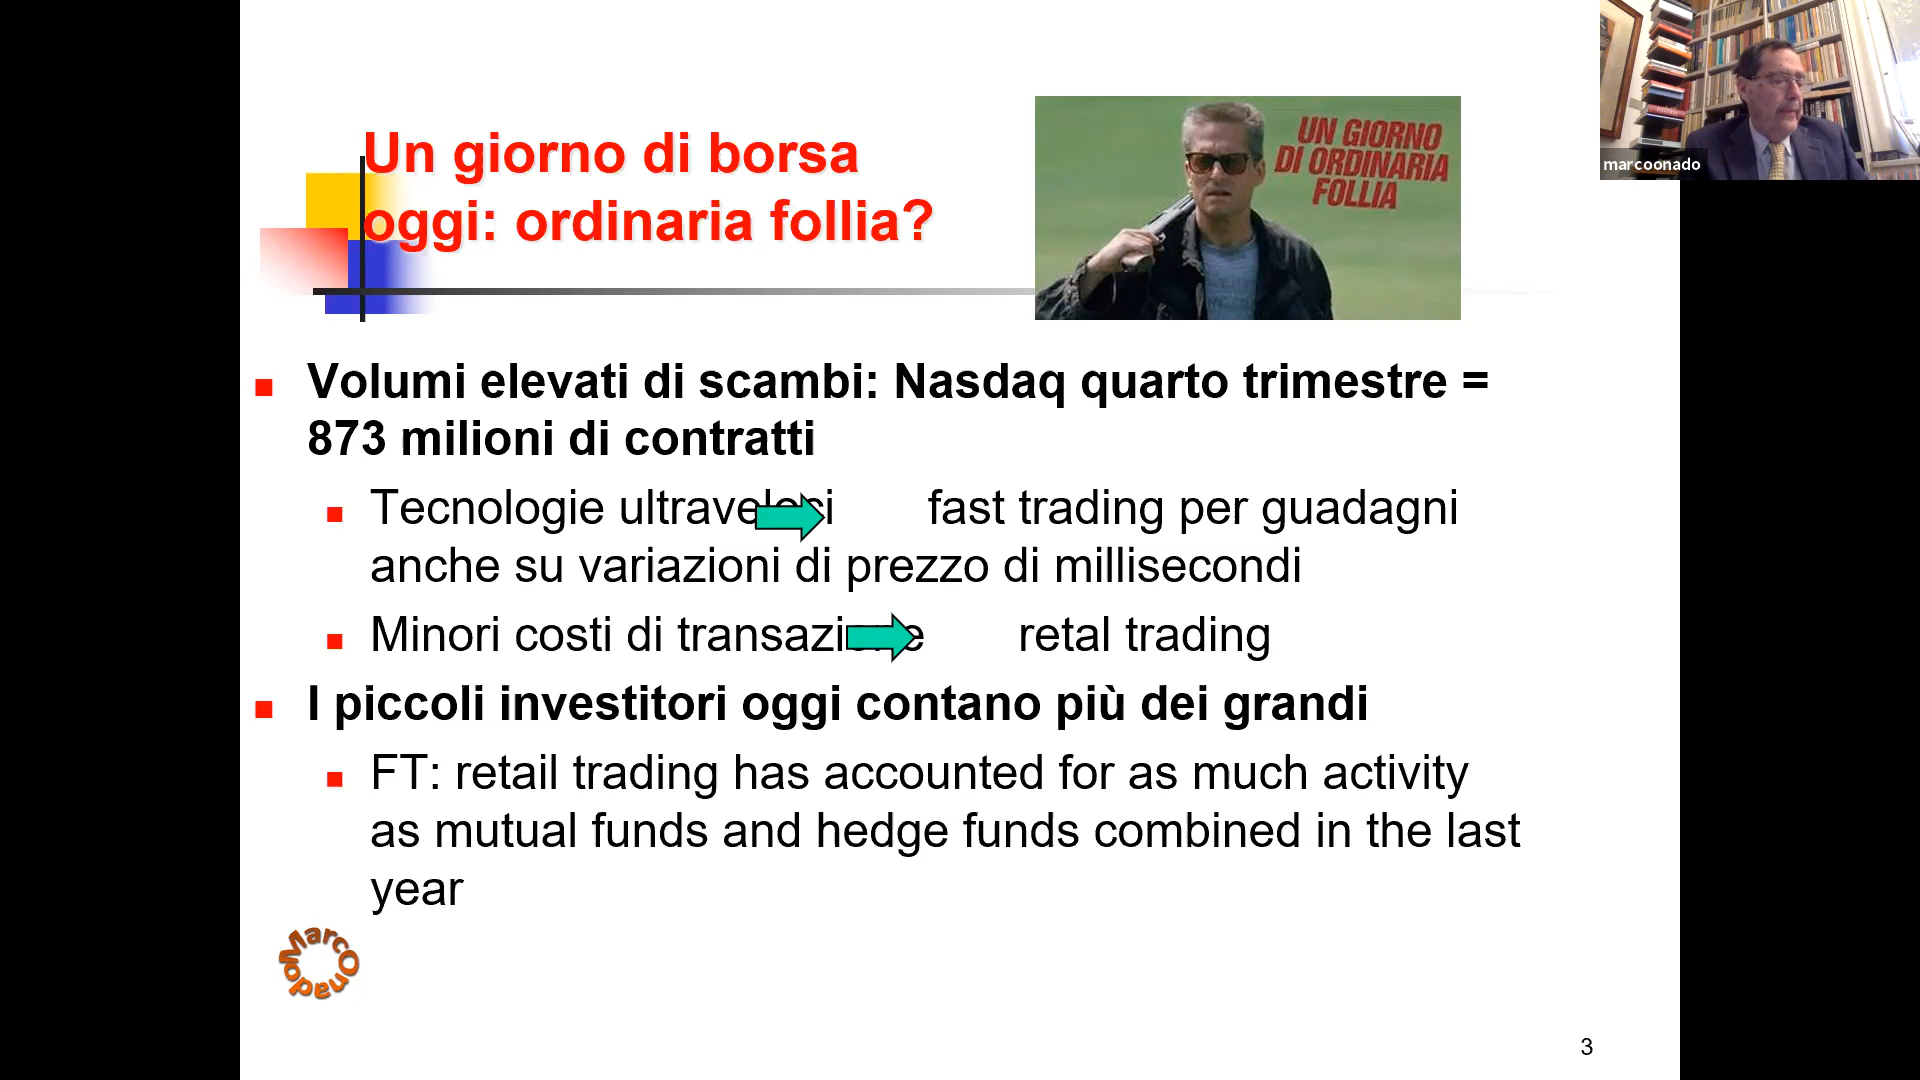 Un giorno di borsa
oggi: ordinaria follia?
UN GIORNO
DI ORDINARIA
FOLLIA
marcoonado
Volumi elevati di scambi: Nasdaq quarto trimestre =
873 milioni di contratti
Tecnologie ultraveloci fast trading per guadagni
anche su variazioni di prezzo di millisecondi
Minori costi di transazione retal trading
I piccoli investitori oggi contano più dei grandi
FT: retail trading has accounted for as much activity
as mutual funds and hedge funds combined in the last
year
MarcOnado
3